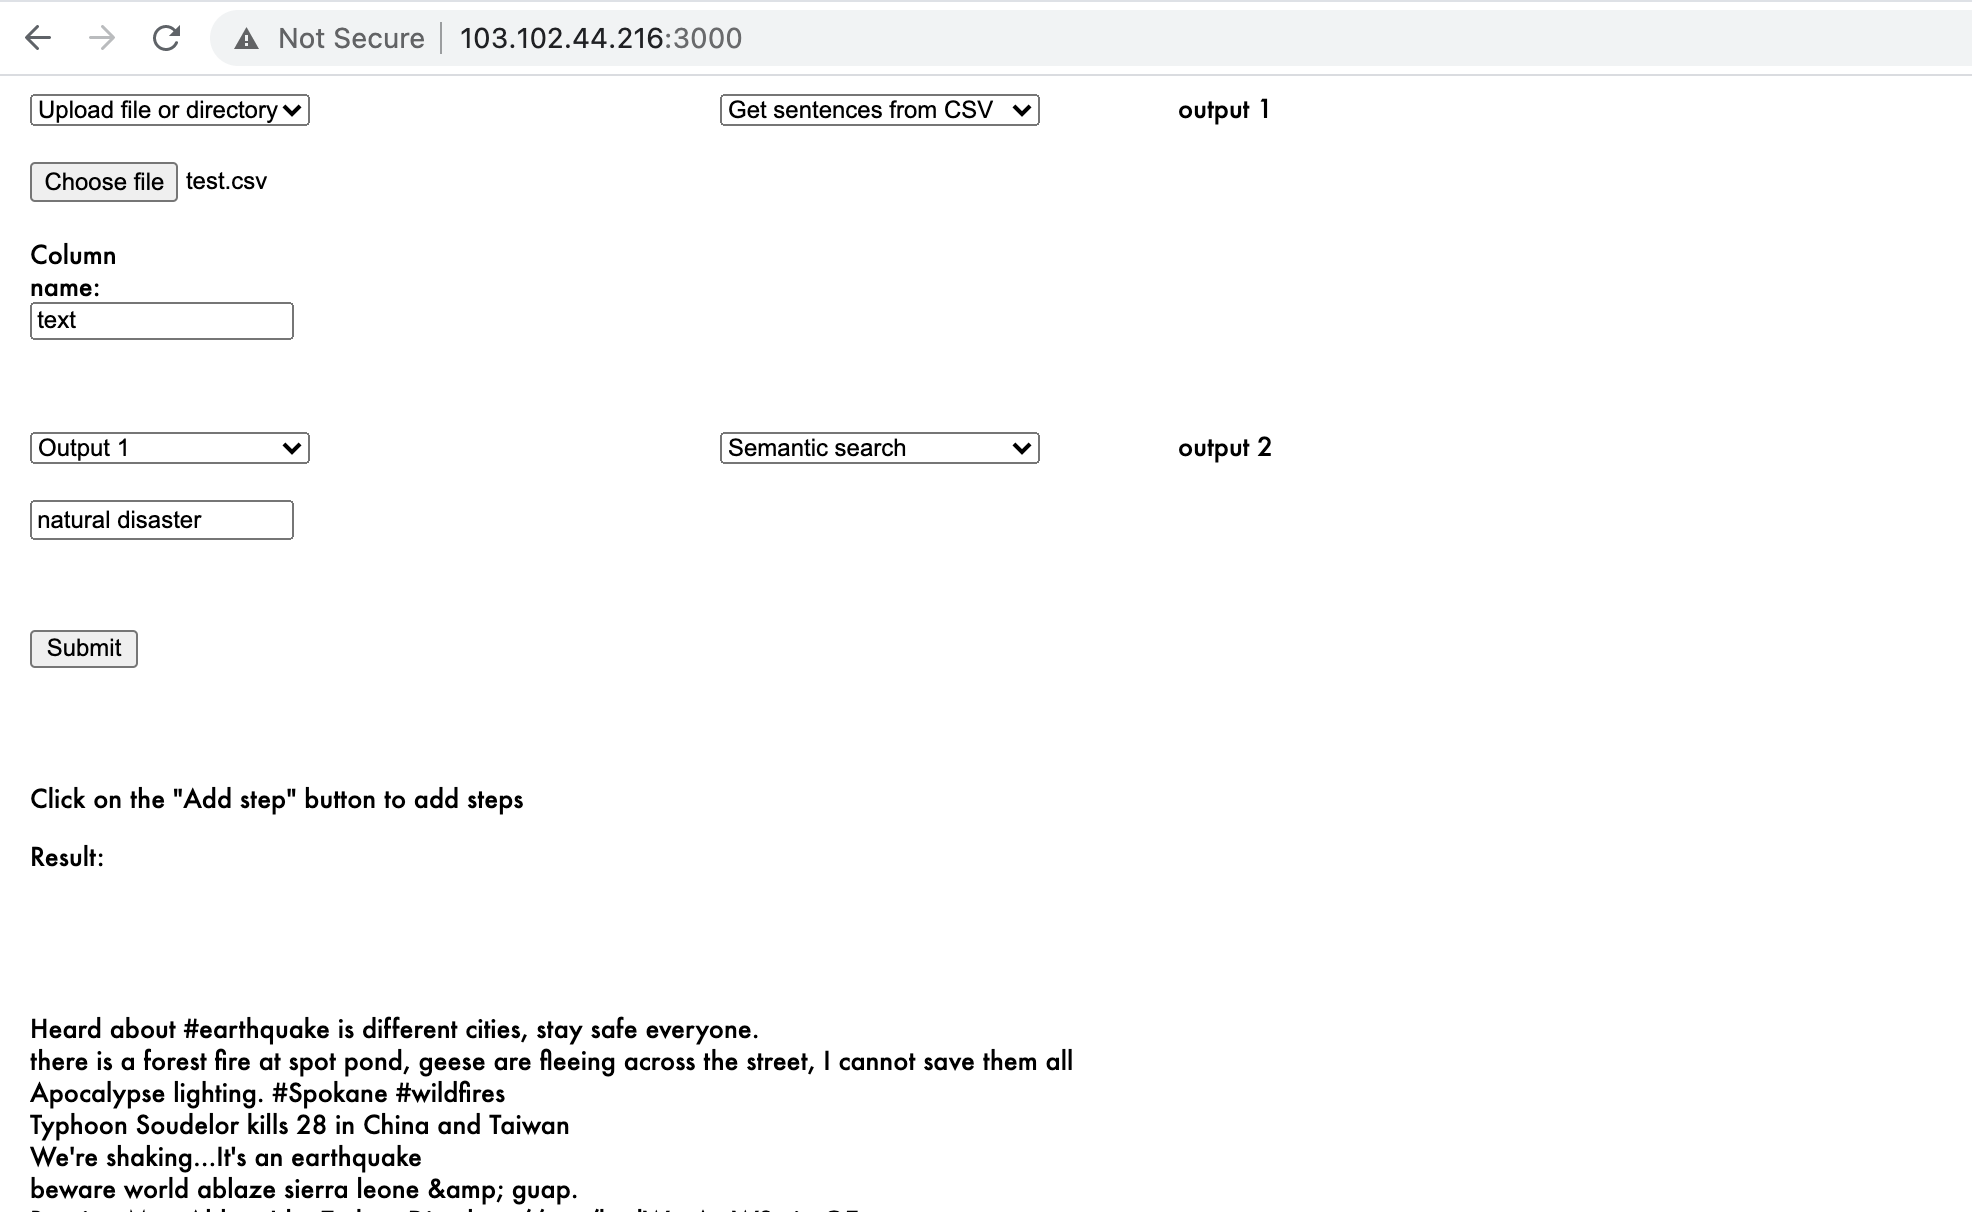 Not Secure 103.102.44.216:3000
Upload file or directory Get sentences from CSV output 1
Choose file test.csv
Column
name:
text
Output 1 Semantic search output 2
natural disaster
Submit
Click on the "Add step" button to add steps
Result:
Heard about #earthquake is different cities, stay safe everyone.
there is a forest fire at spot pond, geese are fleeing across the street, I cannot save them all
Apocalypse lighting. #Spokane #wildfires
Typhoon Soudelor kills 28 in China and Taiwan
We're shaking...It's an earthquake
beware world ablaze sierra leone &amp; guap.